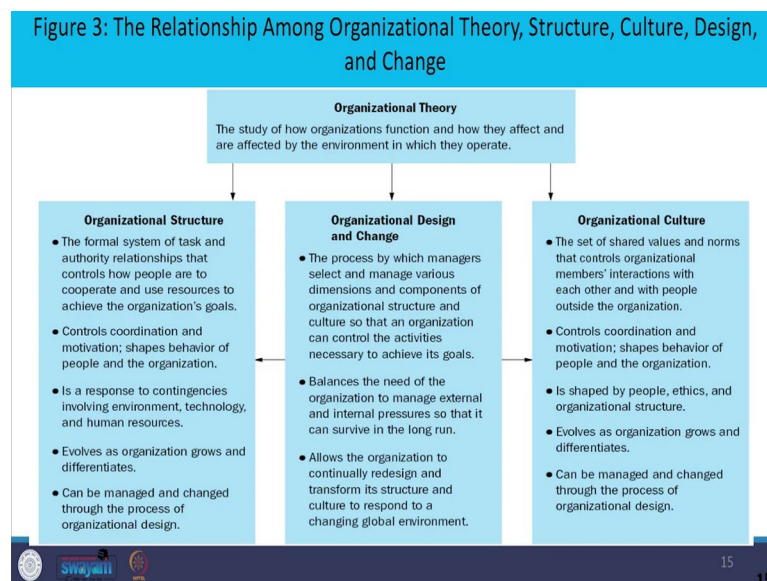 Figure 3: The Relationship Among Organizational Theory, Structure, Culture, Design,
and Change
Organizational Theory
The study of how organizations function and how they affect and
are affected by the environment in which they operate.
Organizational Structure
• The formal system of task and
authority relationships that
controls how people are to
cooperate and use resources to
achieve the organization's goals.
• Controls coordination and
motivation; shapes behavior of
people and the organization.
• Is a response to contingencies
involving environment, technology,
and human resources.
• Evolves as organization grows and
differentiates.
• Can be managed and changed
through the process of
organizational design.
Organizational Design
and Change
• The process by which managers
select and manage various
dimensions and components of
organizational structure and
culture so that an organization
can control the activities
necessary to achieve its goals.
• Balances the need of the
organization to manage external
and internal pressures so that it
can survive in the long run.
• Allows the organization to
continually redesign and
transform its structure and
culture to respond to a
changing global environment.
Organizational Culture
• The set of shared values and norms
that controls organizational
members' interactions with
each other and with people
outside the organization.
• Controls coordination and
motivation; shapes behavior of
people and the organization.
• Is shaped by people, ethics, and
organizational structure.
• Evolves as organization grows and
differentiates.
• Can be managed and changed
through the process of
organizational design.
swayam
15